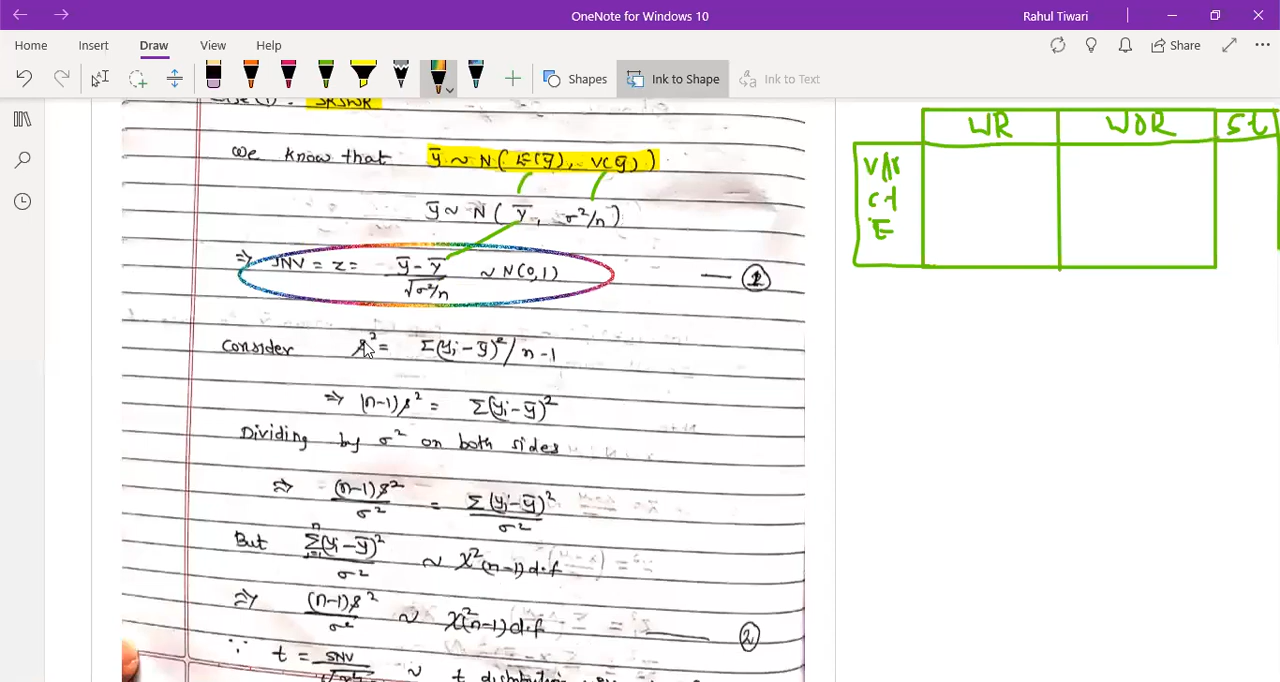 OneNote for Windows 10
Rahul Tiwari
Home Insert Draw View Help
Share
Shapes Ink to Shape Ink to Text
SRSWR
We know that ȳ ~ N(E(ȳ), V(ȳ))
ȳ ~ N(Ȳ, σ²/n)
⇒ SNV = z = ȳ - Ȳ / √σ²/n ~ N(0,1) — ①
Consider s² = Σ(yi - ȳ)² / n-1
⇒ (n-1)s² = Σ(yi - ȳ)²
Dividing by σ² on both sides
⇒ (n-1)s² / σ² = Σ(yi - ȳ)² / σ²
But Σ(yi - ȳ)² / σ² ~ χ²(n-1)d.f
⇒ (n-1)s² / σ² ~ χ²(n-1)d.f — ②
∵ t = SNV ~ t distribution
WR WOR St